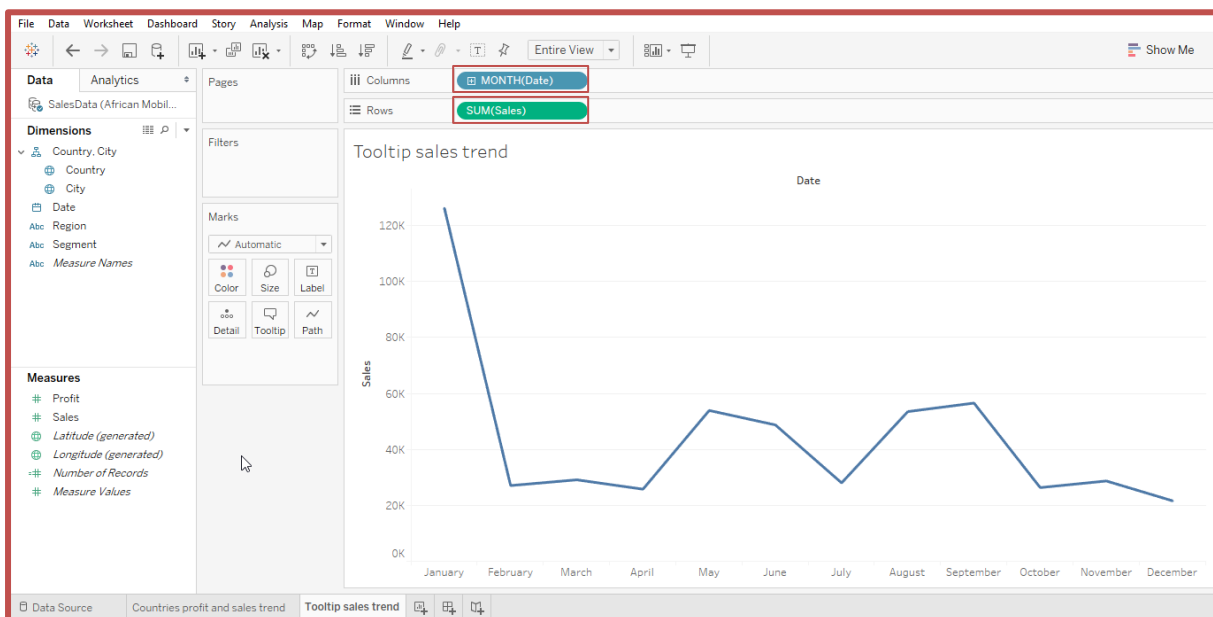 File Data Worksheet Dashboard Story Analysis Map Format Window Help
Entire View
Show Me
Data Analytics
SalesData (African Mobil...
Dimensions
Country, City
Country
City
Date
Abc Region
Abc Segment
Abc Measure Names
Measures
Profit
Sales
Latitude (generated)
Longitude (generated)
Number of Records
Measure Values
Pages
Filters
Marks
Automatic
Color Size Label
Detail Tooltip Path
Columns MONTH(Date)
Rows SUM(Sales)
Tooltip sales trend
Date
120K
100K
80K
60K
40K
20K
0K
Sales
January February March April May June July August September October November December
Data Source Countries profit and sales trend Tooltip sales trend